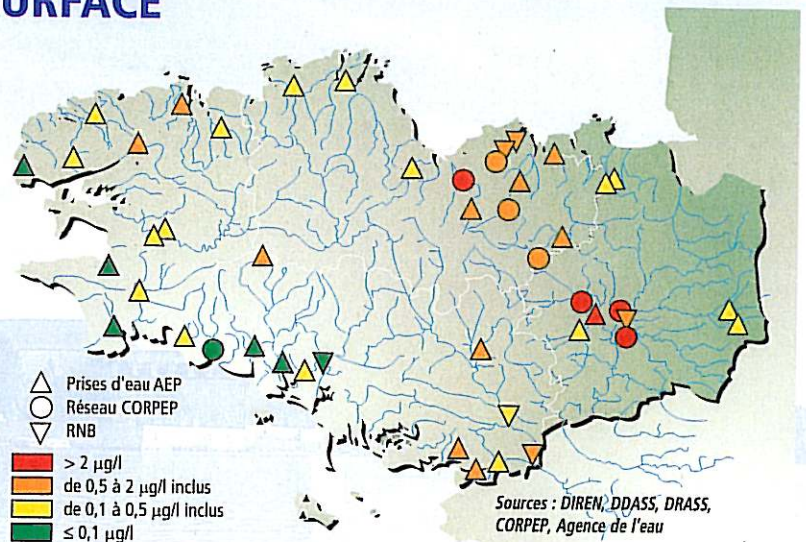 URFACE
Prises d'eau AEP
Réseau CORPEP
RNB
> 2 µg/l
de 0,5 à 2 µg/l inclus
de 0,1 à 0,5 µg/l inclus
≤ 0,1 µg/l
Sources : DIREN, DDASS, DRASS,
CORPEP, Agence de l'eau